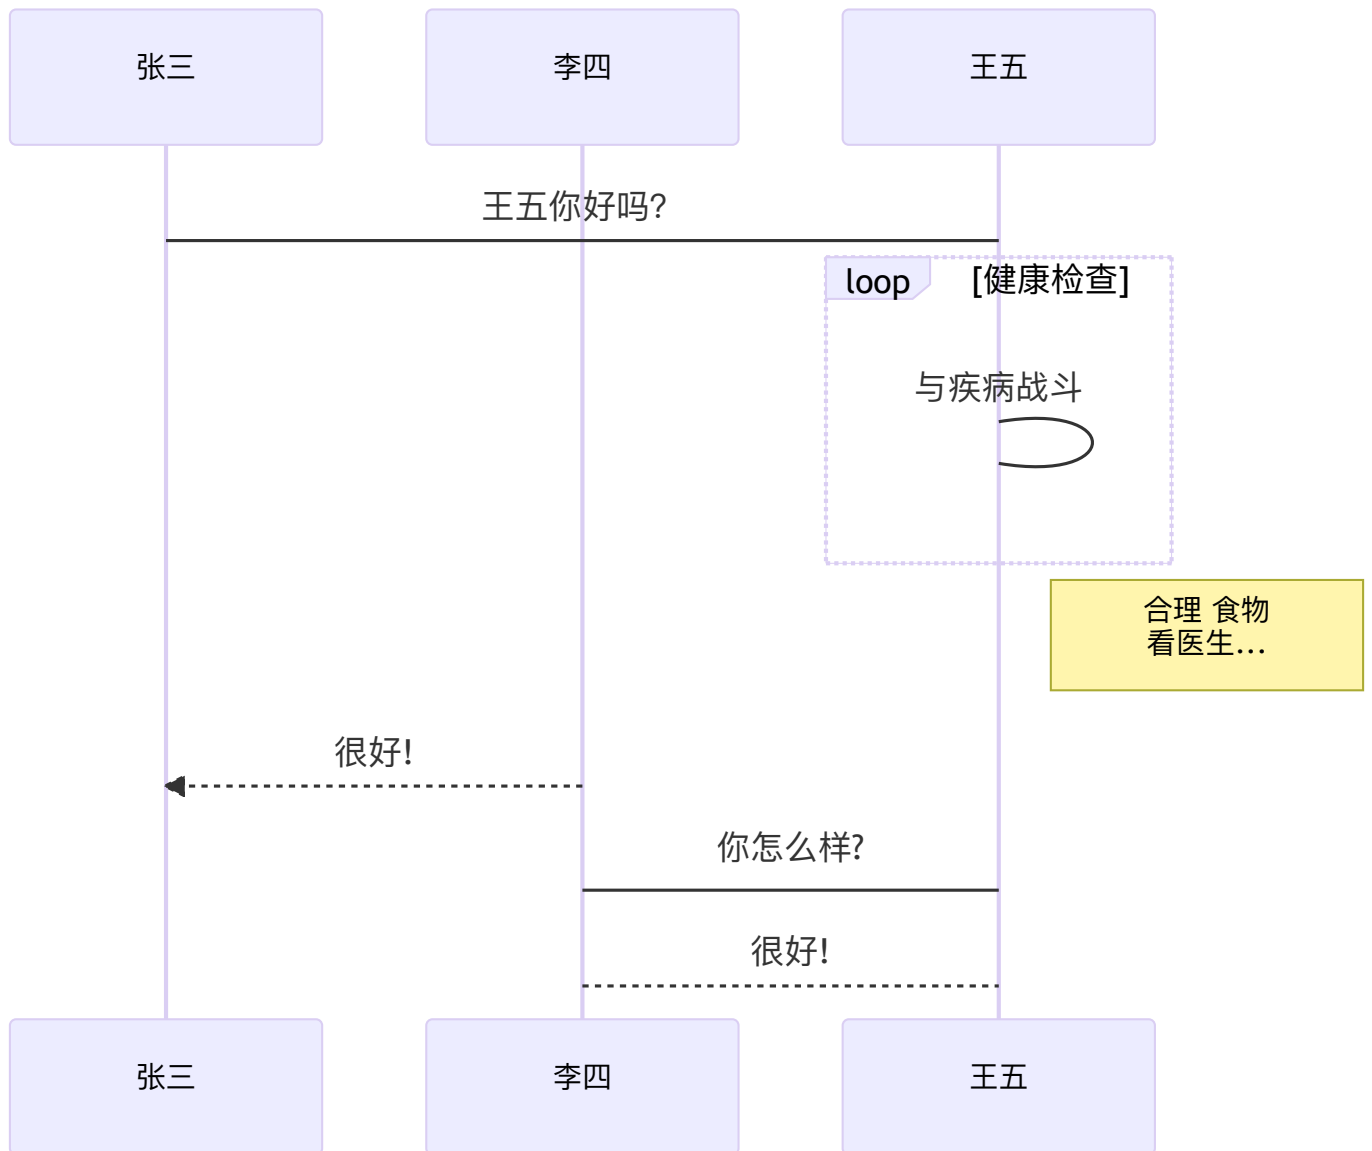 张三
李四
王五
王五你好吗?
loop
[健康检查]
与疾病战斗
合理 食物
看医生...
很好!
你怎么样?
很好!
张三
李四
王五